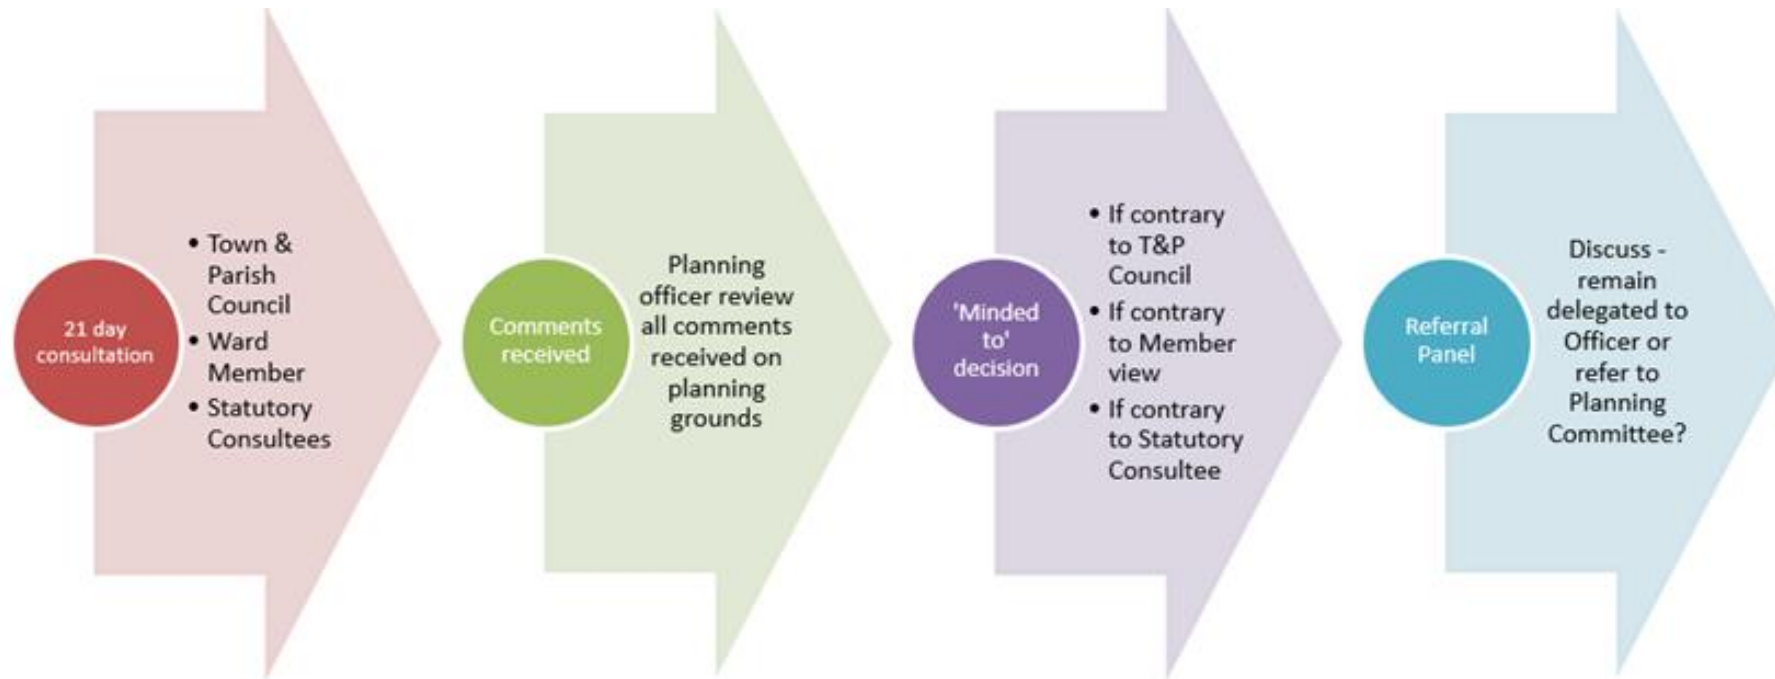 21 day
consultation
• Town &
Parish
Council
• Ward
Member
• Statutory
Consultees
Comments
received
Planning
officer review
all comments
received on
planning
grounds
'Minded
to'
decision
• If contrary
to T&P
Council
• If contrary
to Member
view
• If contrary
to Statutory
Consultee
Referral
Panel
Discuss -
remain
delegated to
Officer or
refer to
Planning
Committee?